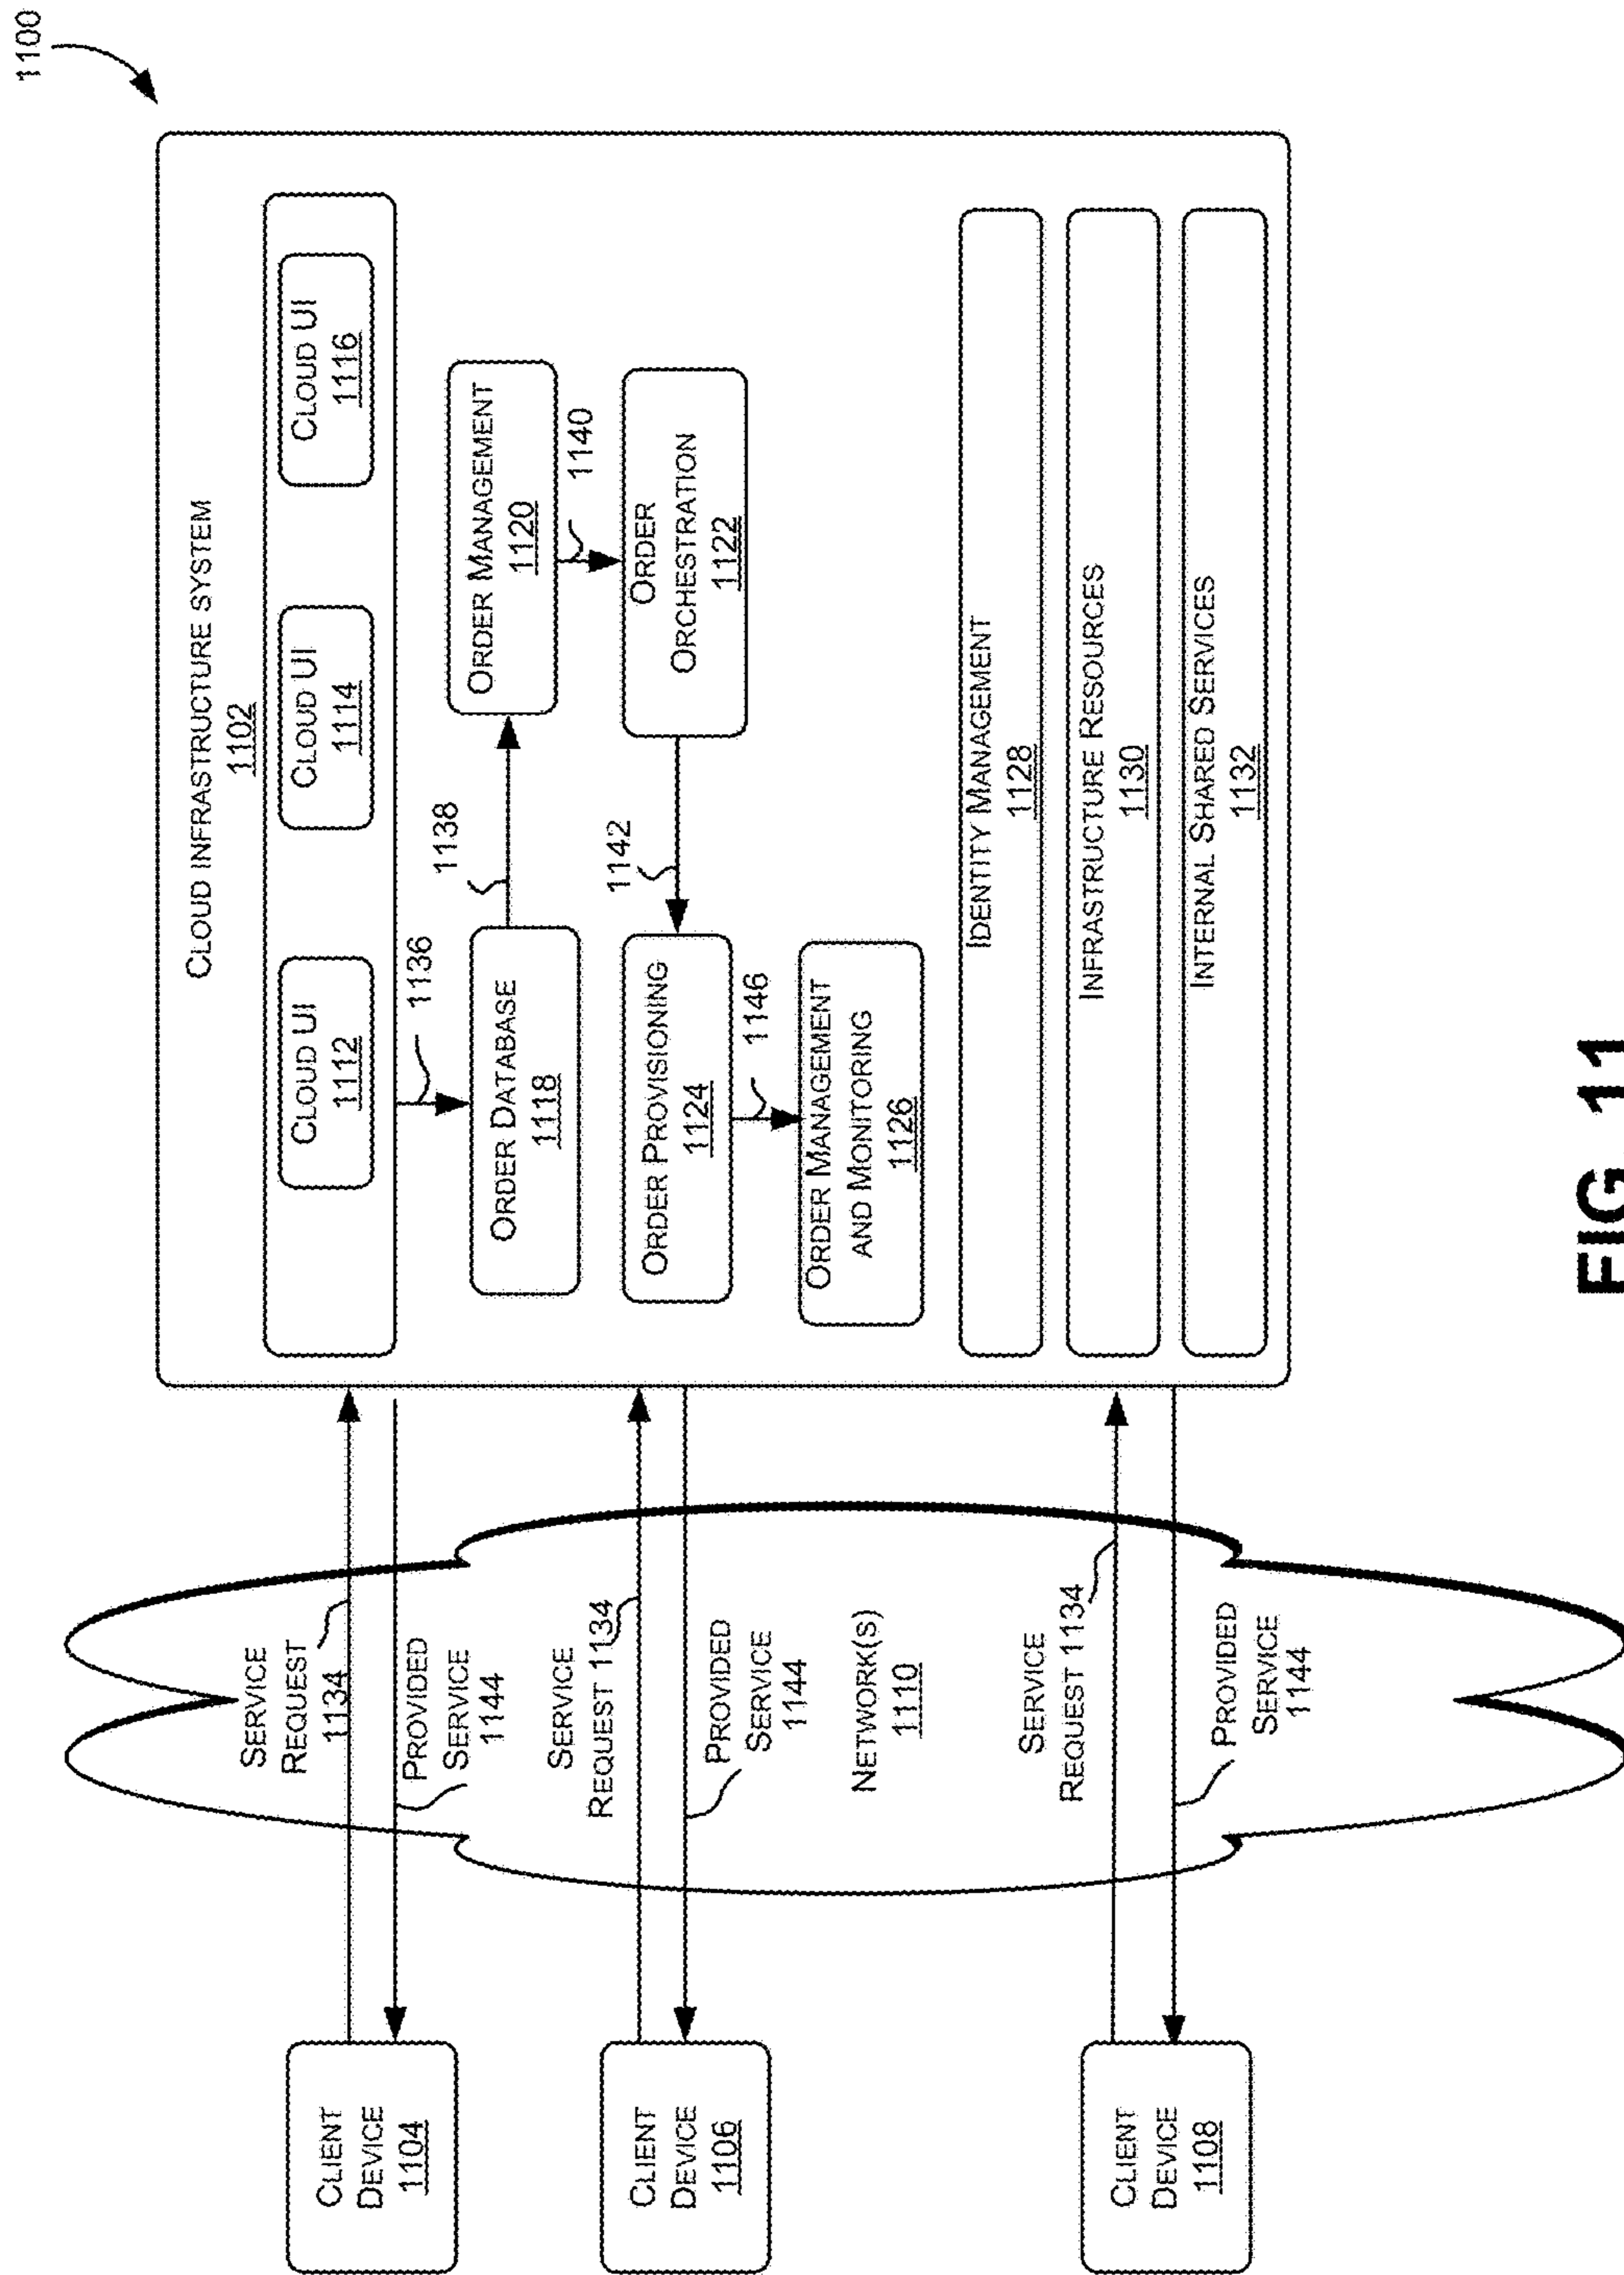 1100
CLOUD INFRASTRUCTURE SYSTEM
1102
CLOUD UI
1112
CLOUD UI
1114
CLOUD UI
1116
1136
ORDER DATABASE
1118
1138
ORDER MANAGEMENT
1120
1140
ORDER
ORCHESTRATION
1122
1142
ORDER PROVISIONING
1124
1146
ORDER MANAGEMENT
AND MONITORING
1126
IDENTITY MANAGEMENT
1128
INFRASTRUCTURE RESOURCES
1130
INTERNAL SHARED SERVICES
1132
SERVICE
REQUEST
1134
PROVIDED
SERVICE
1144
SERVICE
REQUEST 1134
PROVIDED
SERVICE
1144
NETWORK(S)
1110
SERVICE
REQUEST 1134
PROVIDED
SERVICE
1144
CLIENT
DEVICE
1104
CLIENT
DEVICE
1106
CLIENT
DEVICE
1108
FIG. 11